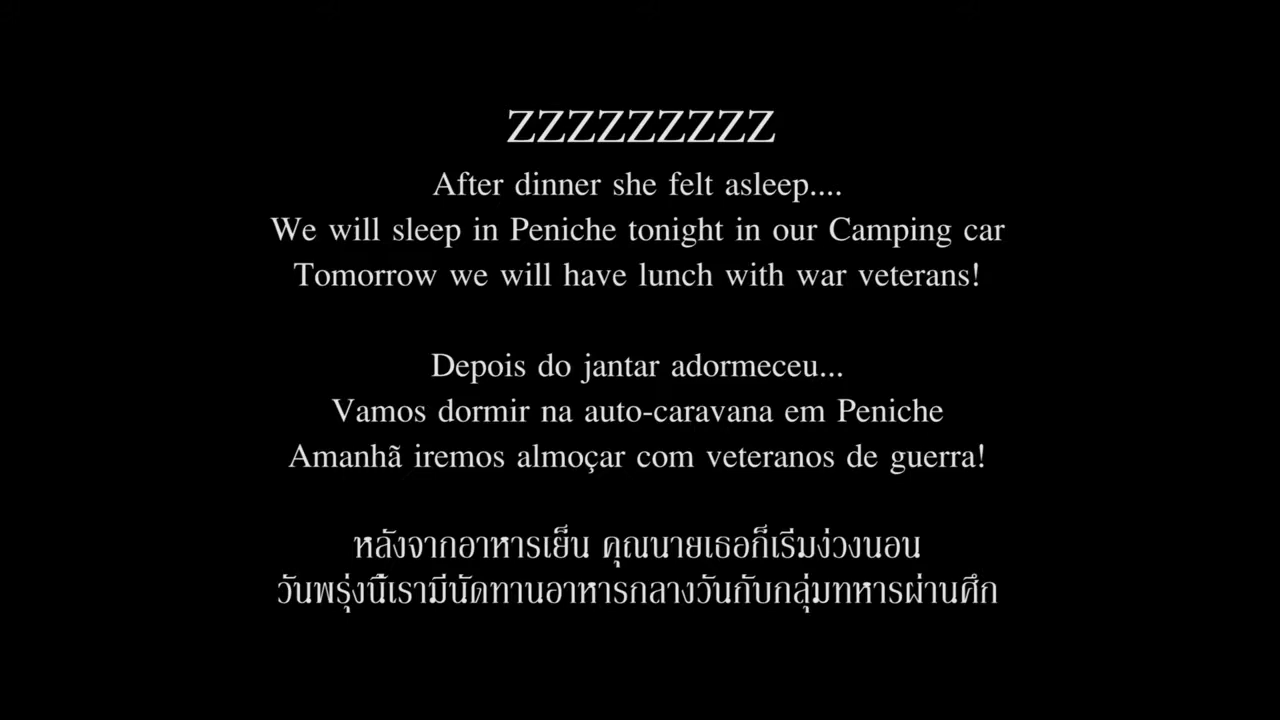 ZZZZZZZZZ
After dinner she felt asleep....
We will sleep in Peniche tonight in our Camping car
Tomorrow we will have lunch with war veterans!
Depois do jantar adormeceu...
Vamos dormir na auto-caravana em Peniche
Amanhã iremos almoçar com veteranos de guerra!
หลังจากอาหารเย็น คุณนายเธอก็เริ่มง่วงนอน
วันพรุ่งนี้เรามีนัดทานอาหารกลางวันกับกลุ่มทหารผ่านศึก